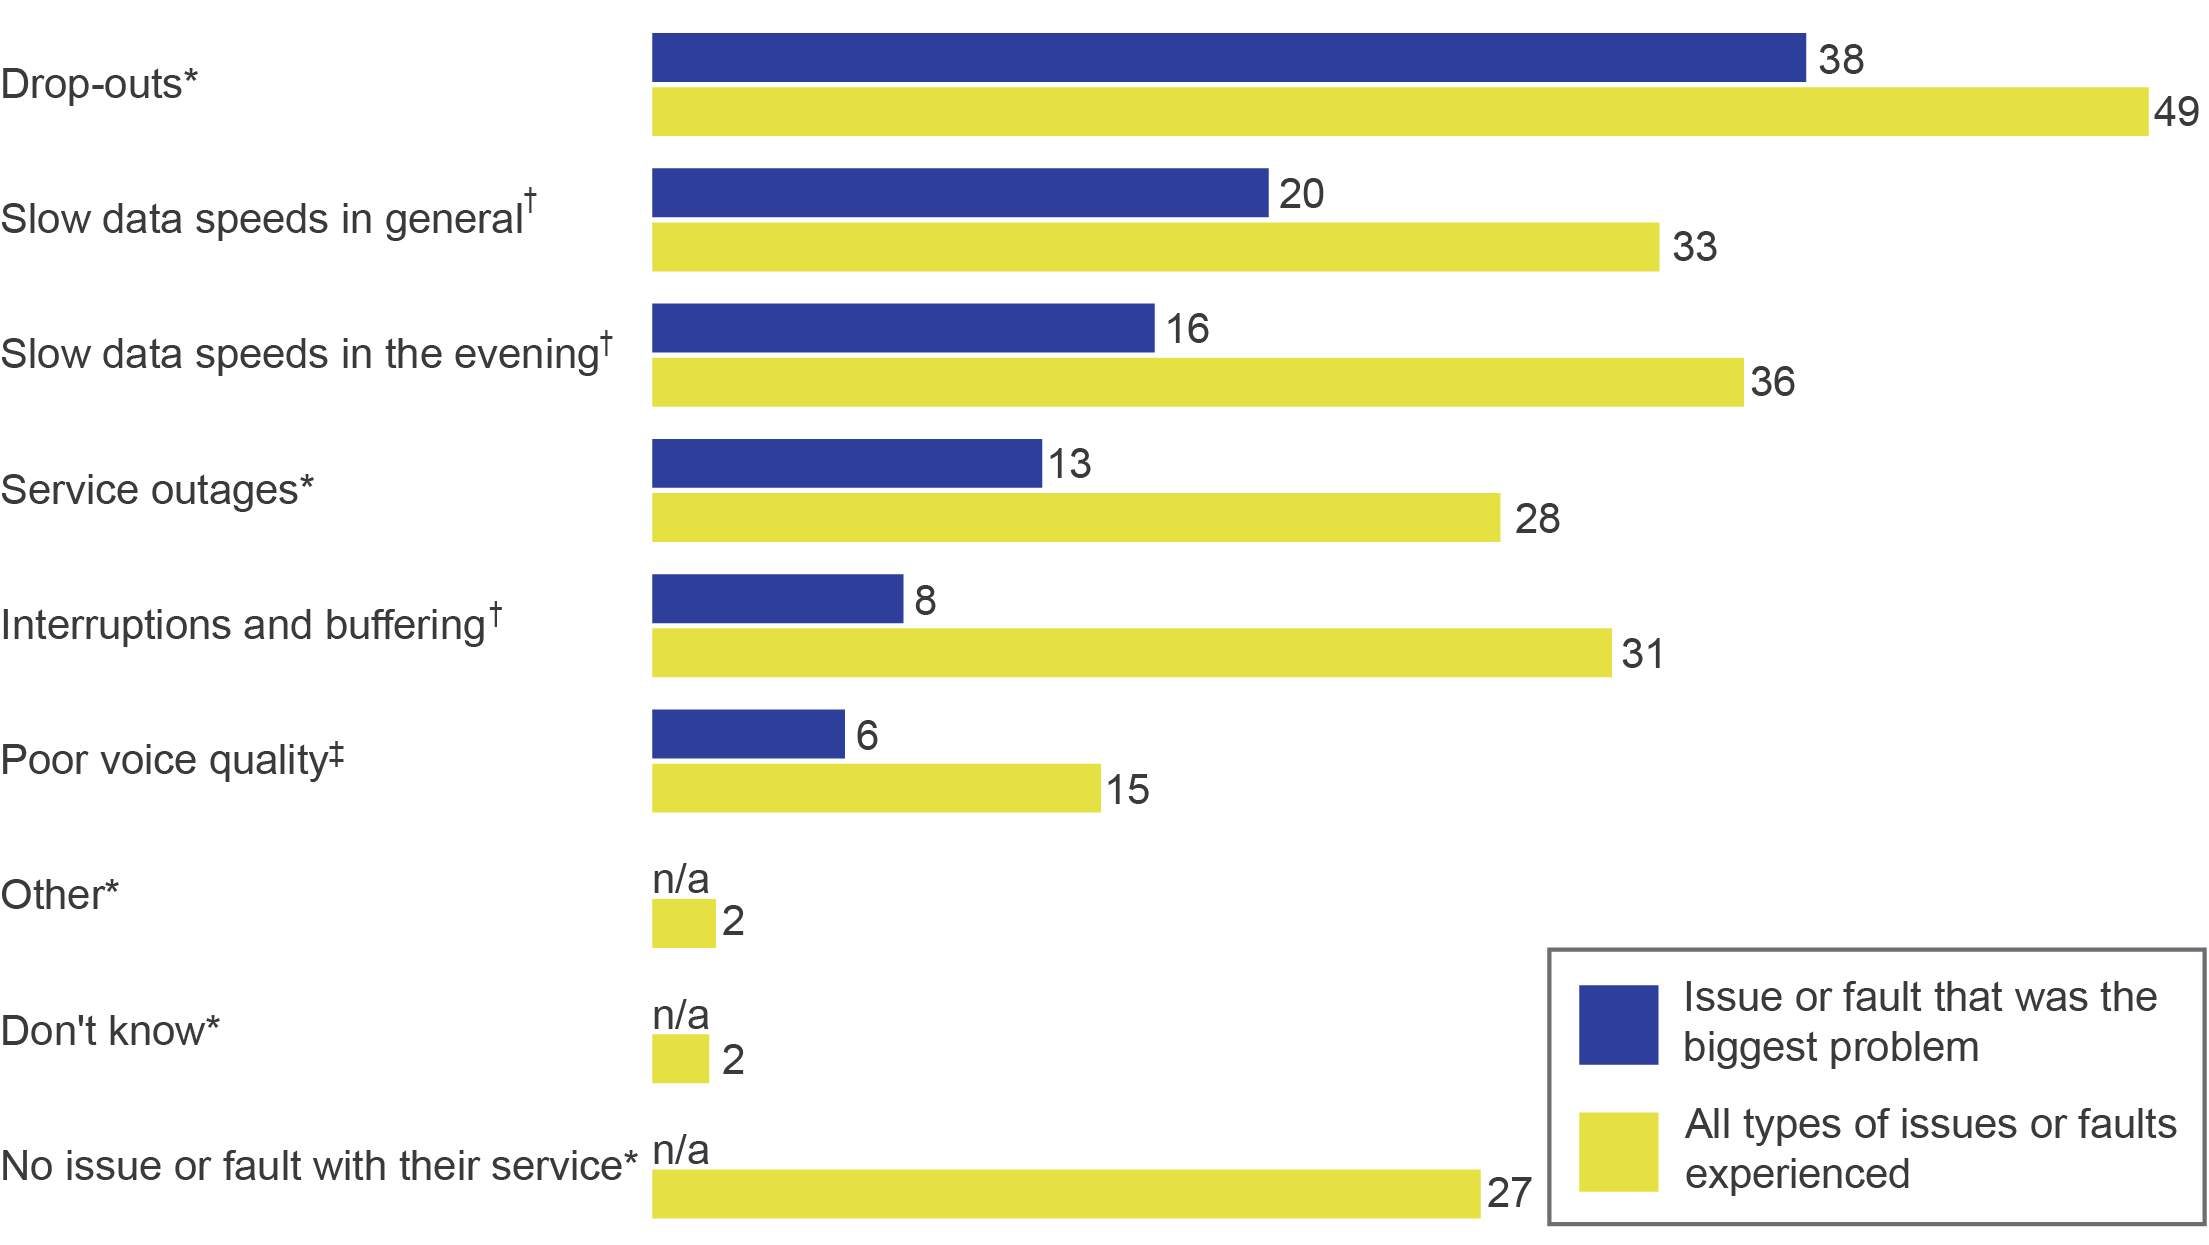 38
Drop-outs*
49
20
Slow data speeds in general†
33
16
Slow data speeds in the evening†
36
13
Service outages*
28
8
Interruptions and buffering†
31
6
Poor voice quality‡
15
n/a
Other*
2
n/a
Don't know*
2
n/a
No issue or fault with their service*
27
Issue or fault that was the
biggest problem
All types of issues or faults
experienced